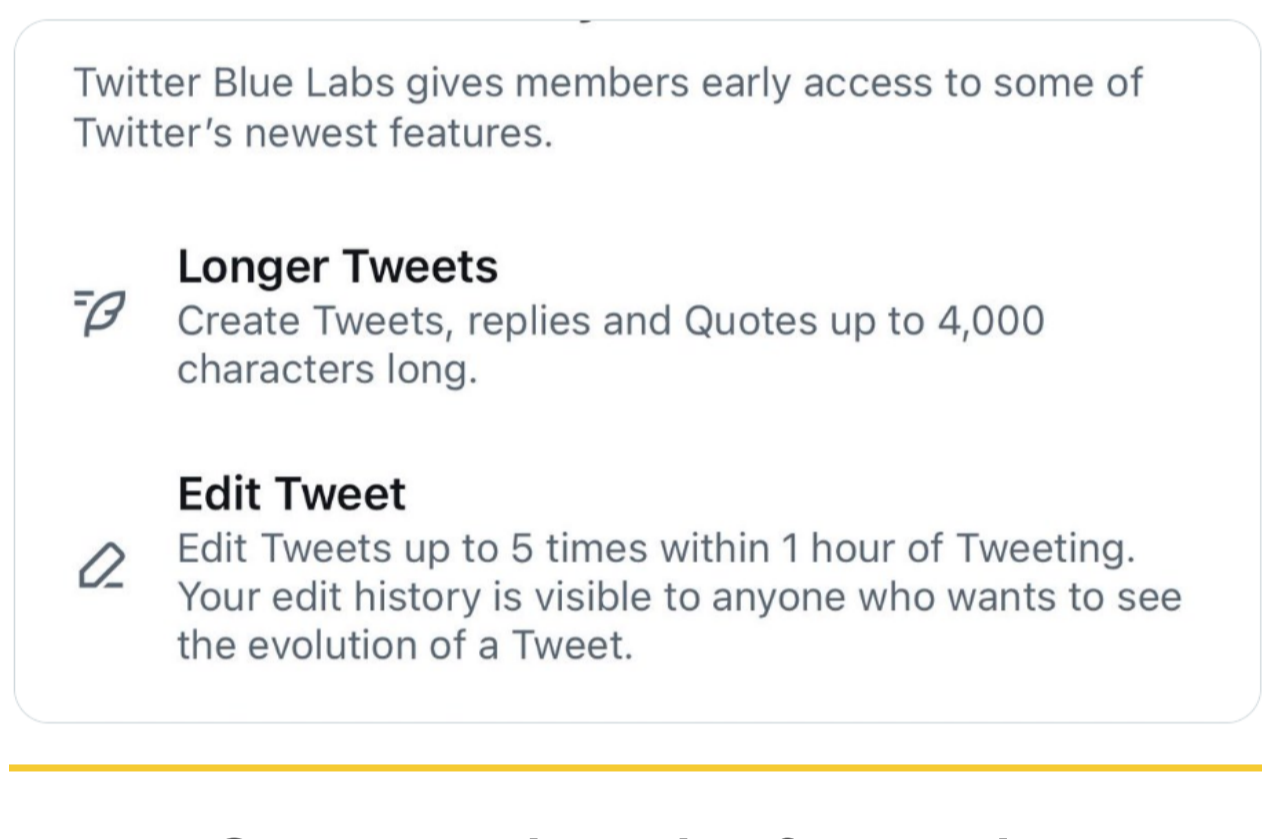 Twitter Blue Labs gives members early access to some of
Twitter’s newest features.
Longer Tweets
Create Tweets, replies and Quotes up to 4,000
characters long.
Edit Tweet
Edit Tweets up to 5 times within 1 hour of Tweeting.
Your edit history is visible to anyone who wants to see
the evolution of a Tweet.